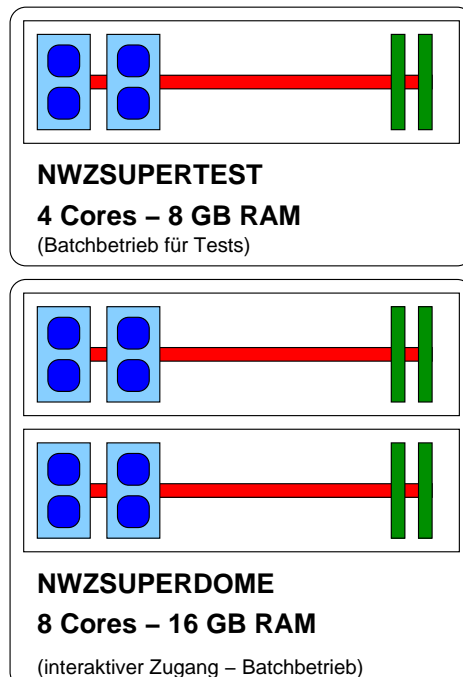 NWZSUPERTEST
4 Cores – 8 GB RAM
(Batchbetrieb für Tests)
NWZSUPERDOME
8 Cores – 16 GB RAM
(interaktiver Zugang – Batchbetrieb)